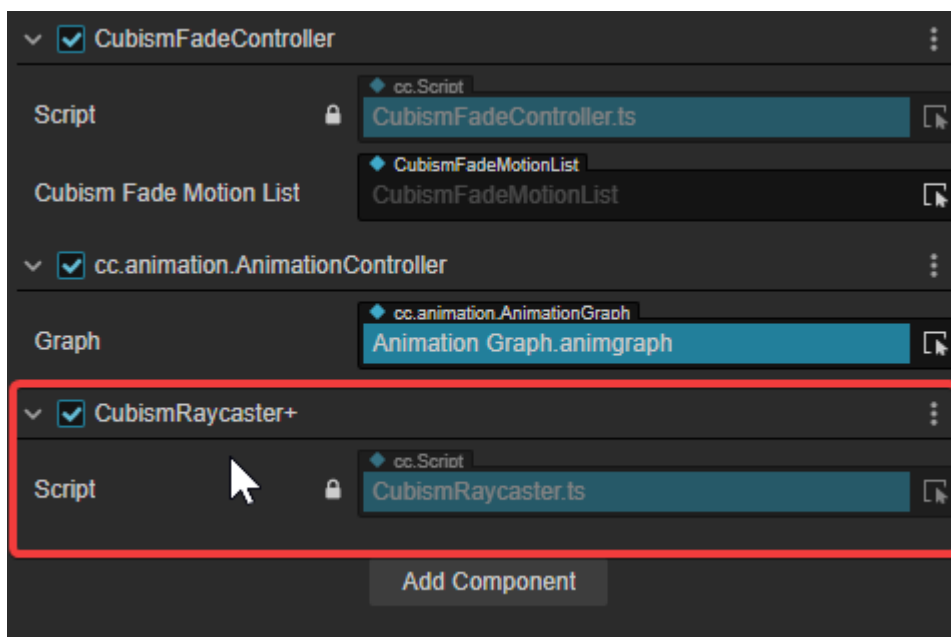 CubismFadeController
cc.Script
Script
CubismFadeController.ts
CubismFadeMotionList
Cubism Fade Motion List
CubismFadeMotionList
cc.animation.AnimationController
cc.animation.AnimationGraph
Graph
Animation Graph.animgraph
CubismRaycaster+
cc.Script
Script
CubismRaycaster.ts
Add Component